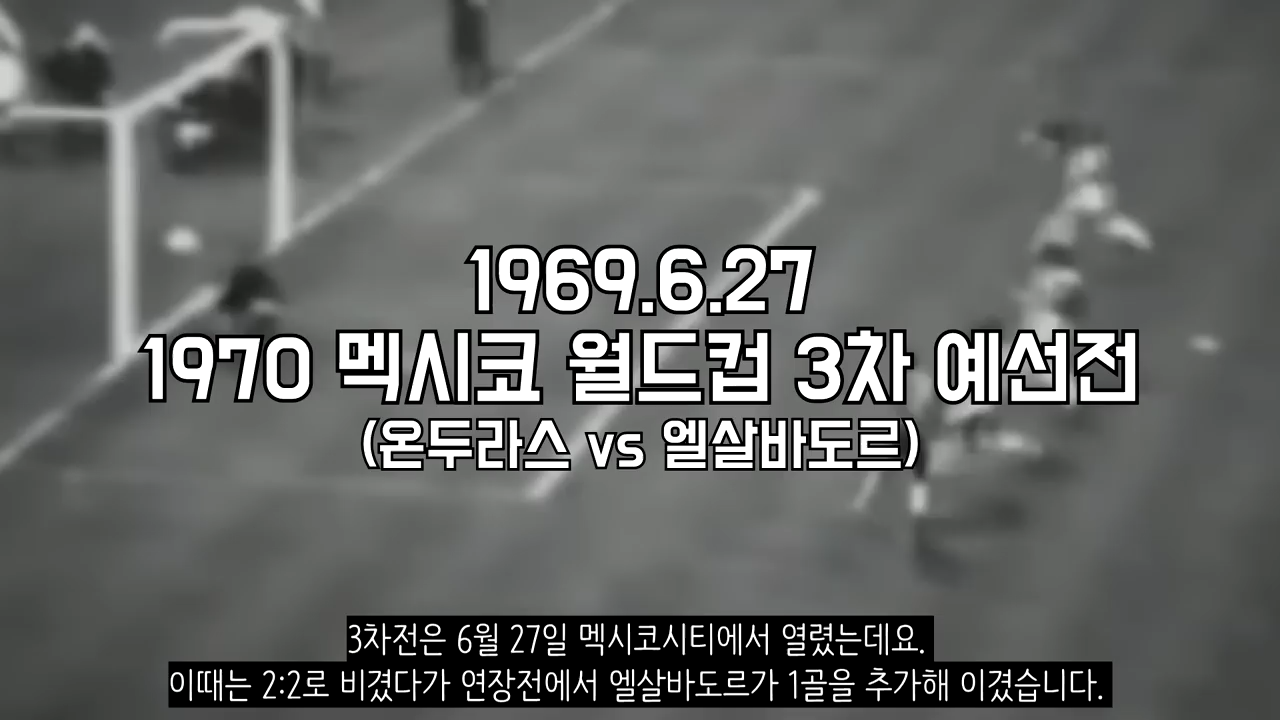 1969.6.27
1970 멕시코 월드컵 3차 예선전
(온두라스 vs 엘살바도르)
3차전은 6월 27일 멕시코시티에서 열렸는데요.
이때는 2:2로 비겼다가 연장전에서 엘살바도르가 1골을 추가해 이겼습니다.